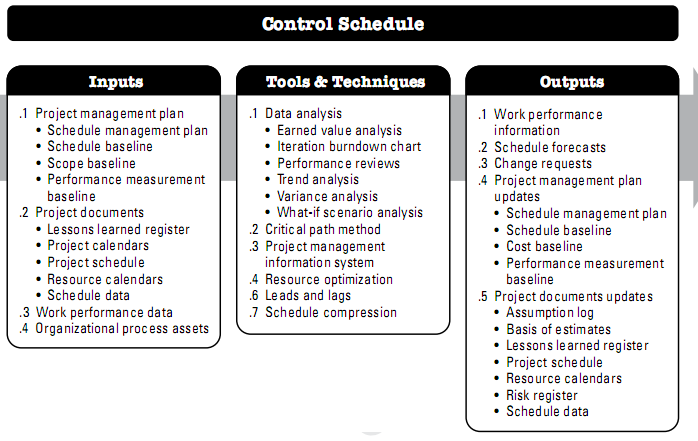 Control Schedule
Inputs
.1 Project management plan
• Schedule management plan
• Schedule baseline
• Scope baseline
• Performance measurement
baseline
.2 Project documents
• Lessons learned register
• Project calendars
• Project schedule
• Resource calendars
• Schedule data
.3 Work performance data
.4 Organizational process assets
Tools & Techniques
.1 Data analysis
• Earned value analysis
• Iteration burndown chart
• Performance reviews
• Trend analysis
• Variance analysis
• What-if scenario analysis
.2 Critical path method
.3 Project management
information system
.4 Resource optimization
.6 Leads and lags
.7 Schedule compression
Outputs
.1 Work performance
information
.2 Schedule forecasts
.3 Change requests
.4 Project management plan
updates
• Schedule management plan
• Schedule baseline
• Cost baseline
• Performance measurement
baseline
.5 Project documents updates
• Assumption log
• Basis of estimates
• Lessons learned register
• Project schedule
• Resource calendars
• Risk register
• Schedule data